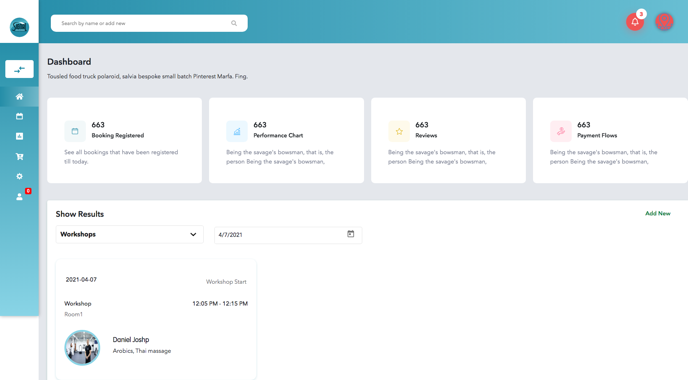 Search by name or add new
3
Dashboard
Tousled food truck polaroid, salvia bespoke small batch Pinterest Marfa. Fing.
663
Booking Registered
See all bookings that have been registered
till today.
663
Performance Chart
Being the savage's bowsman, that is, the
person Being the savage's bowsman,
663
Reviews
Being the savage's bowsman, that is, the
person Being the savage's bowsman,
663
Payment Flows
Being the savage's bowsman, that is, the
person Being the savage's bowsman,
0
Show Results
Add New
Workshops
4/7/2021
2021-04-07
Workshop Start
Workshop
12:05 PM - 12:15 PM
Room1
Daniel Joshp
Arobics, Thai massage